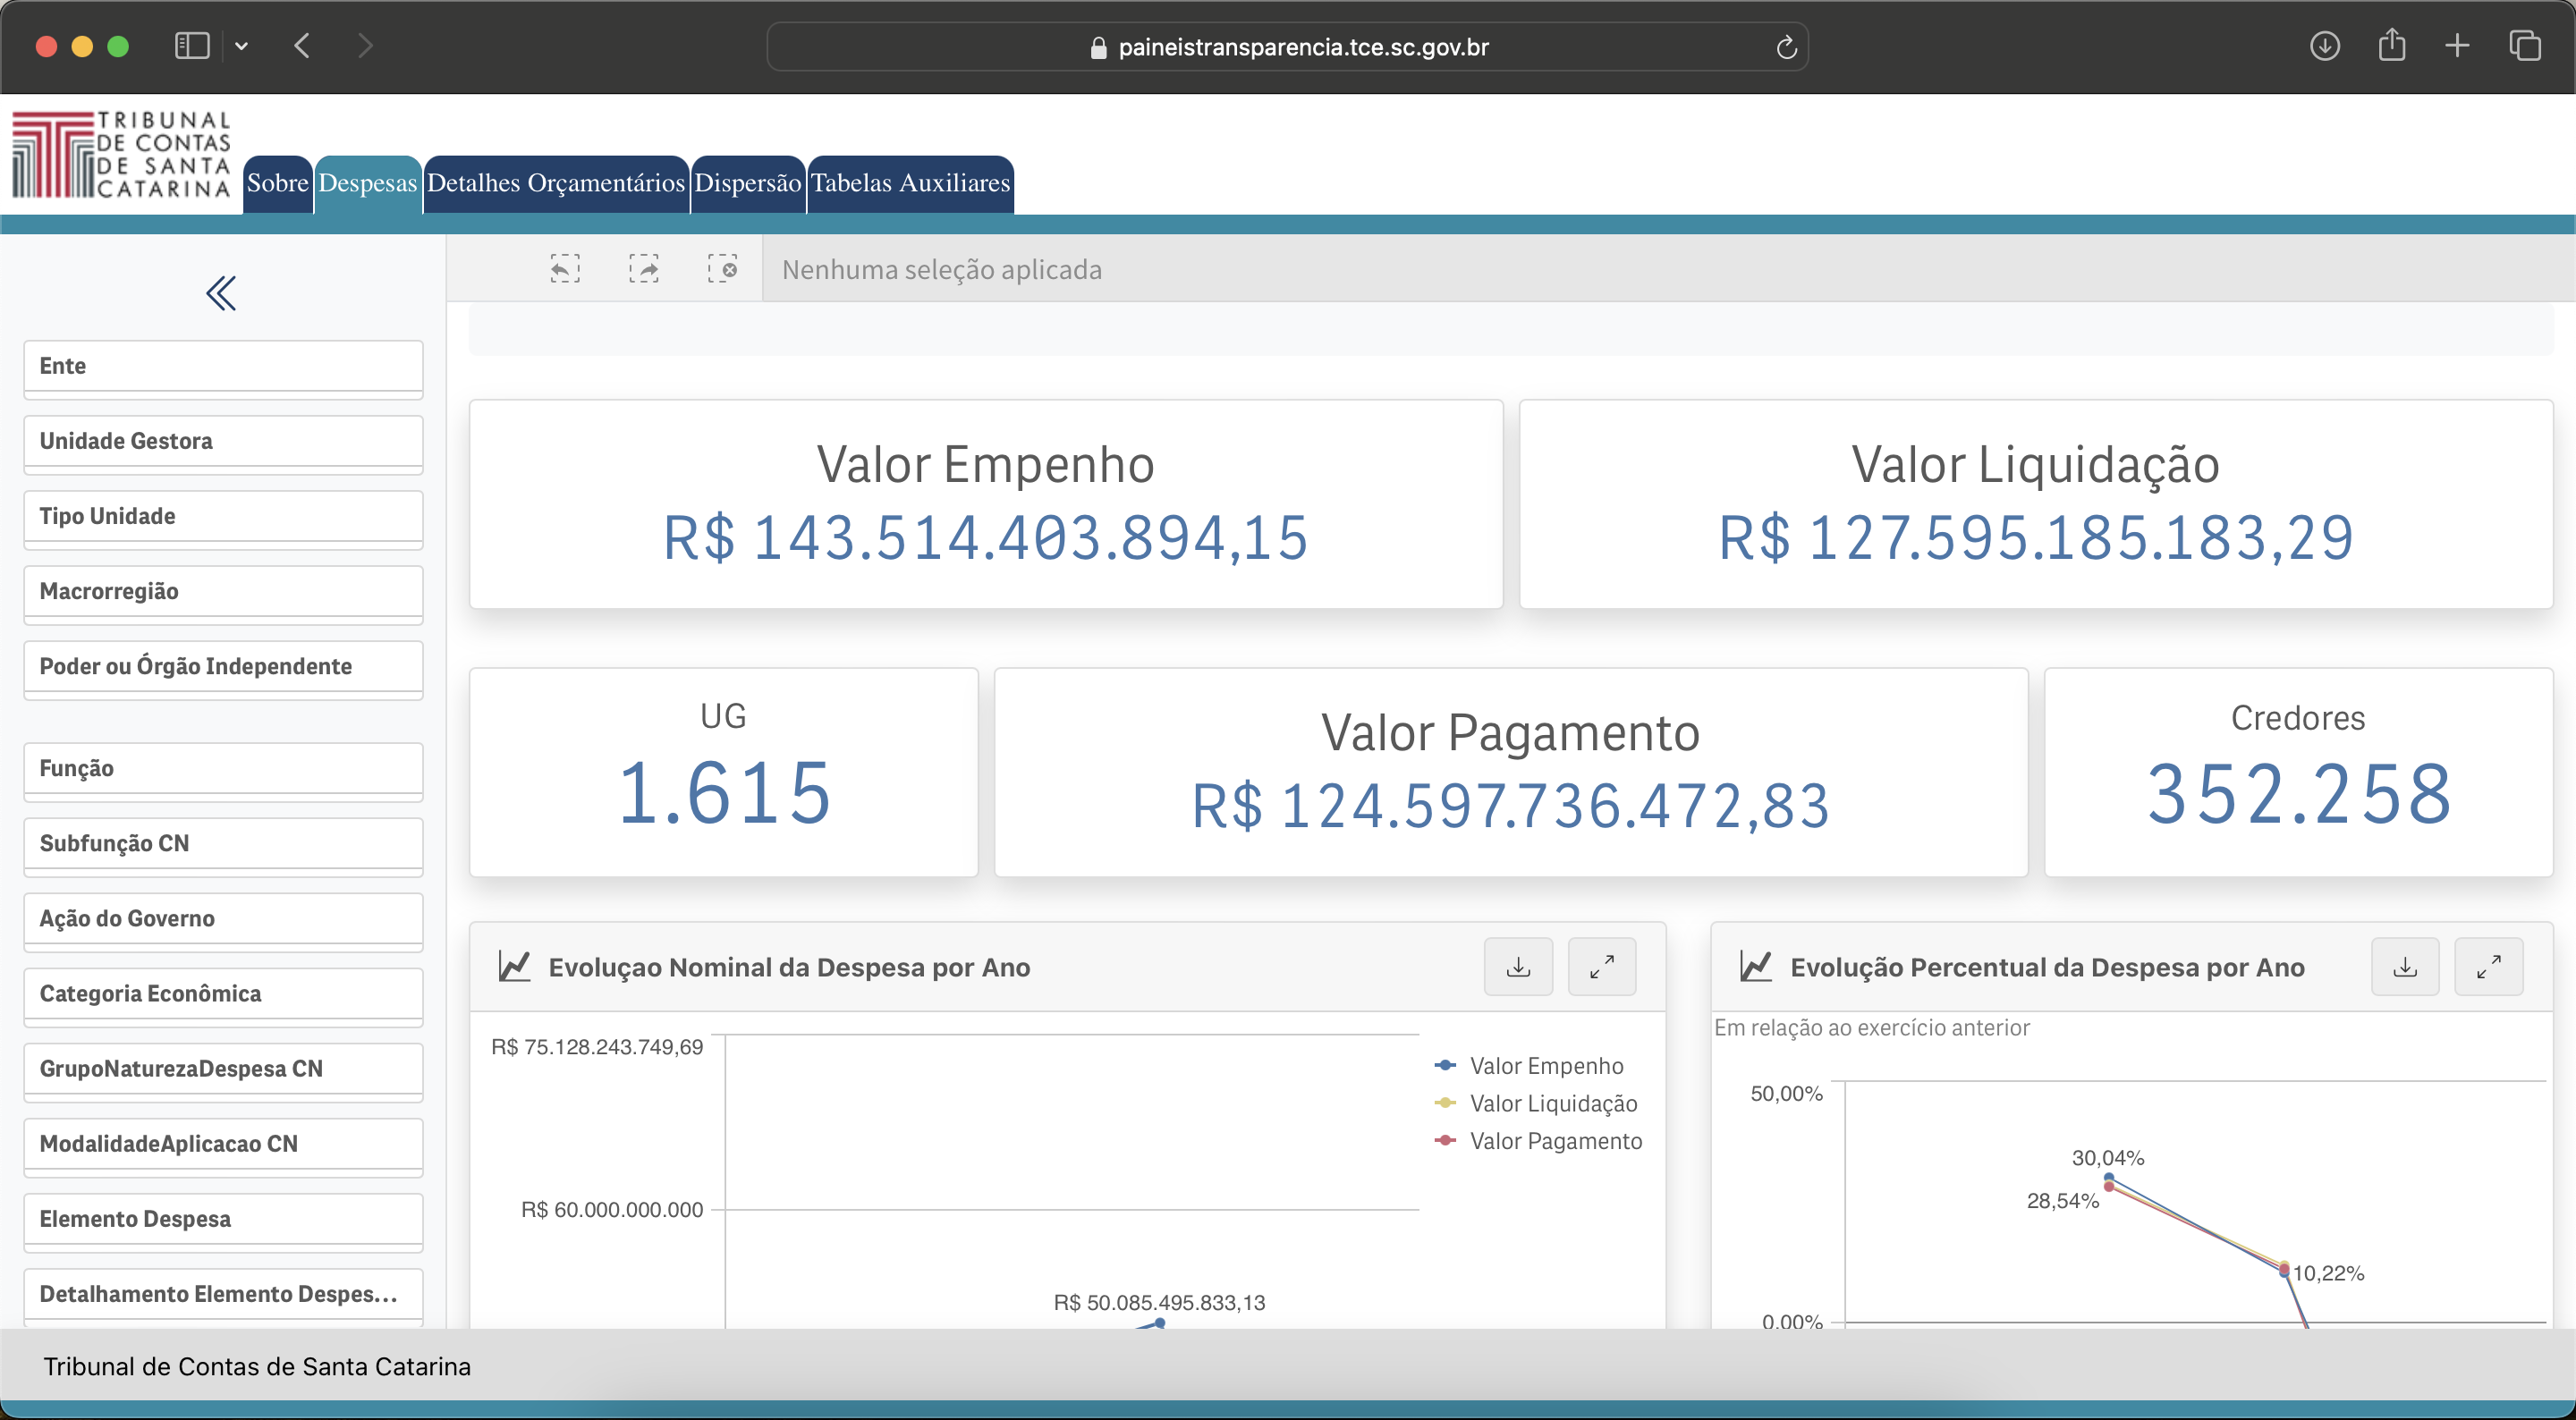 paineistransparencia.tce.sc.gov.br
TRIBUNAL
DE CONTAS
DE SANTA
CATARINA
Sobre
Despesas
Detalhes Orçamentários
Dispersão
Tabelas Auxiliares
Nenhuma seleção aplicada
Ente
Unidade Gestora
Tipo Unidade
Macrorregião
Poder ou Órgão Independente
Função
Subfunção CN
Ação do Governo
Categoria Econômica
GrupoNaturezaDespesa CN
ModalidadeAplicacao CN
Elemento Despesa
Detalhamento Elemento Despes...
Valor Empenho
R$ 143.514.403.894,15
Valor Liquidação
R$ 127.595.185.183,29
UG
1.615
Valor Pagamento
R$ 124.597.736.472,83
Credores
352.258
Evoluçao Nominal da Despesa por Ano
R$ 75.128.243.749,69
R$ 60.000.000.000
R$ 50.085.495.833,13
Valor Empenho
Valor Liquidação
Valor Pagamento
Evolução Percentual da Despesa por Ano
Em relação ao exercício anterior
50,00%
30,04%
28,54%
10,22%
0,00%
Tribunal de Contas de Santa Catarina